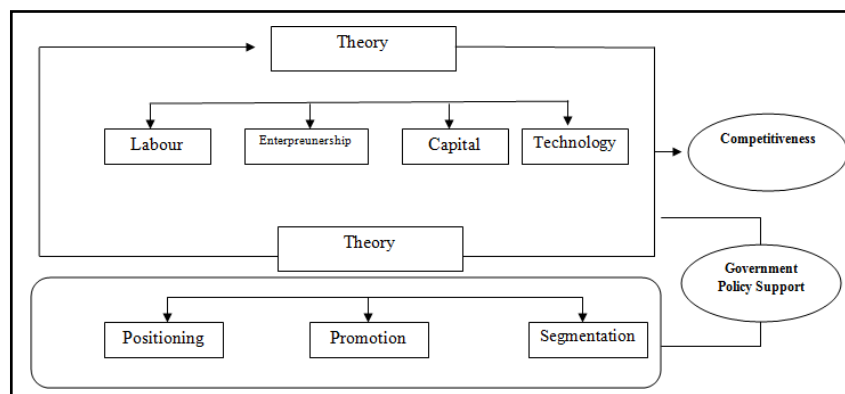 Theory
Labour
Enterpreunership
Capital
Technology
Competitiveness
Theory
Government
Policy Support
Positioning
Promotion
Segmentation